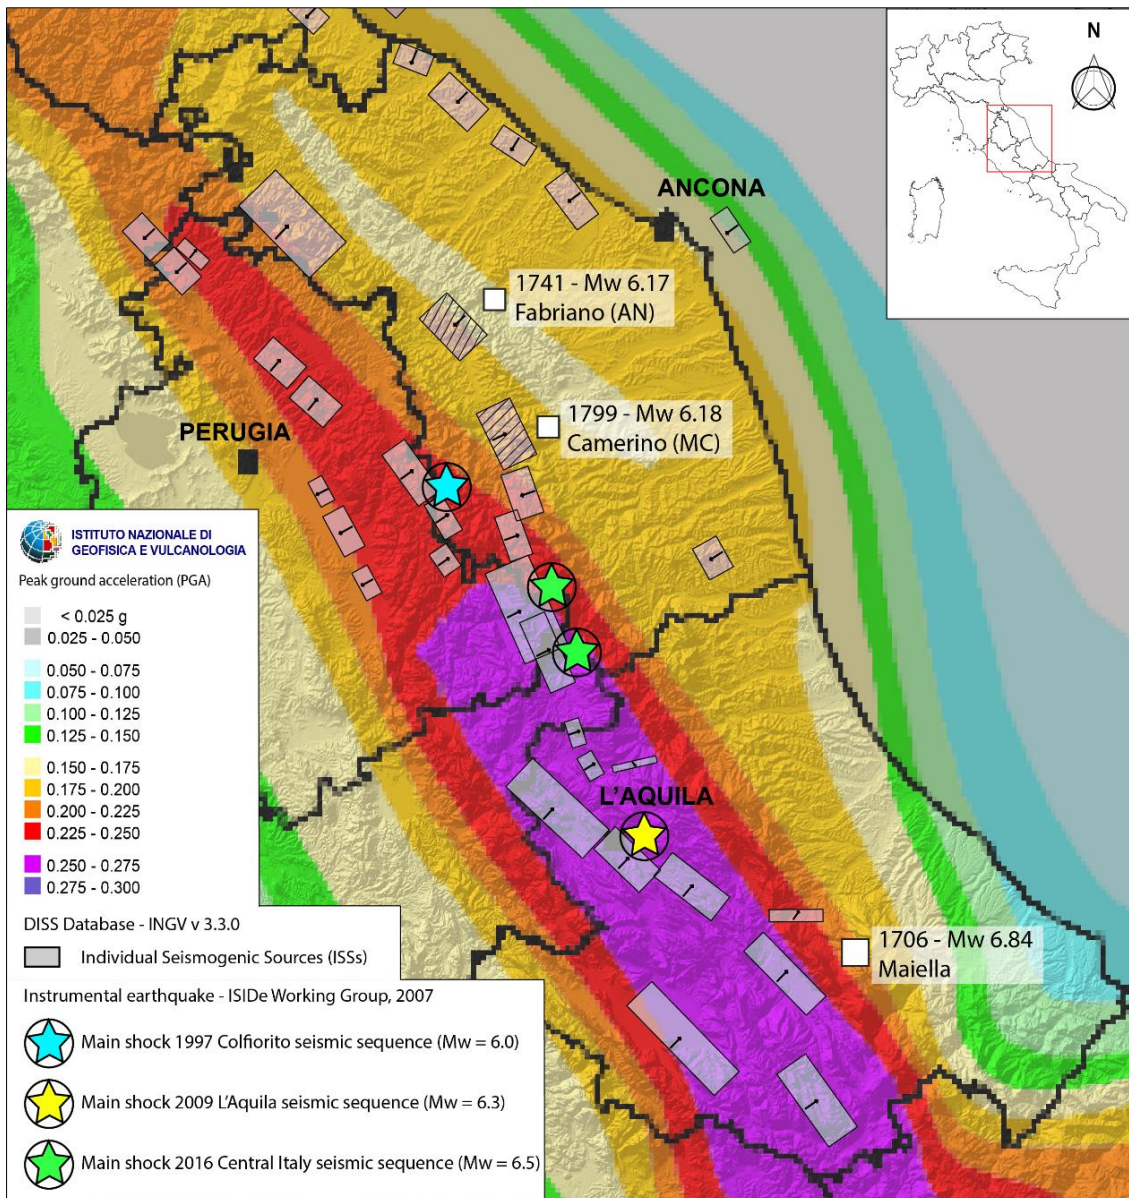 N
ANCONA
1741 - Mw 6.17
Fabriano (AN)
1799 - Mw 6.18
Camerino (MC)
PERUGIA
ISTITUTO NAZIONALE DI
GEOFISICA E VULCANOLOGIA
Peak ground acceleration (PGA)
< 0.025 g
0.025 - 0.050
0.050 - 0.075
0.075 - 0.100
0.100 - 0.125
0.125 - 0.150
0.150 - 0.175
0.175 - 0.200
0.200 - 0.225
0.225 - 0.250
0.250 - 0.275
0.275 - 0.300
L'AQUILA
DISS Database - INGV v 3.3.0
Individual Seismogenic Sources (ISSs)
1706 - Mw 6.84
Maiella
Instrumental earthquake - ISIDe Working Group, 2007
Main shock 1997 Colfiorito seismic sequence (Mw = 6.0)
Main shock 2009 L'Aquila seismic sequence (Mw = 6.3)
Main shock 2016 Central Italy seismic sequence (Mw = 6.5)